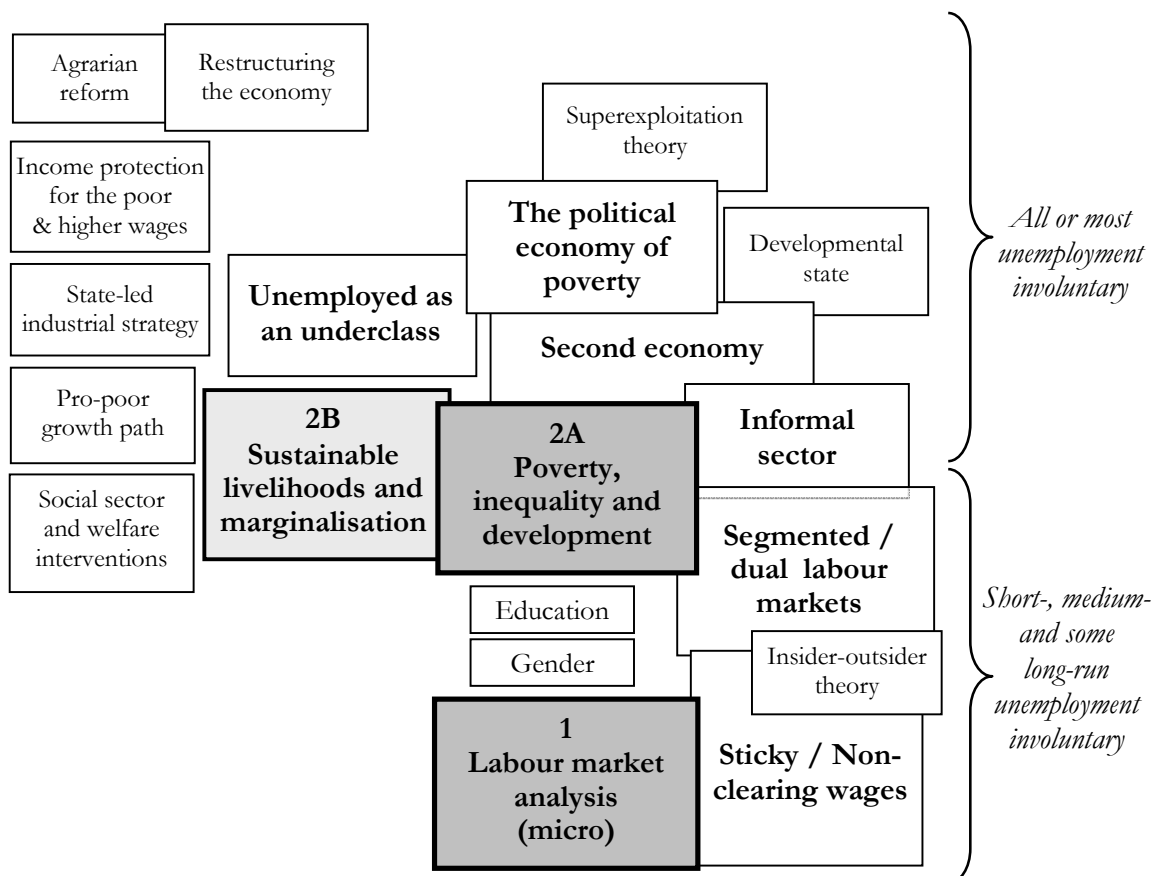 Agrarian
reform
Restructuring
the economy
Income protection
for the poor
& higher wages
State-led
industrial strategy
Pro-poor
growth path
Social sector
and welfare
interventions
Superexploitation
theory
The political
economy of
poverty
Developmental
state
Unemployed as
an underclass
Second economy
2B
Sustainable
livelihoods and
marginalisation
2A
Poverty,
inequality and
development
Informal
sector
Segmented /
dual labour
markets
Education
Gender
Insider-outsider
theory
1
Labour market
analysis
(micro)
Sticky / Non-
clearing wages
All or most
unemployment
involuntary
Short-, medium-
and some
long-run
unemployment
involuntary